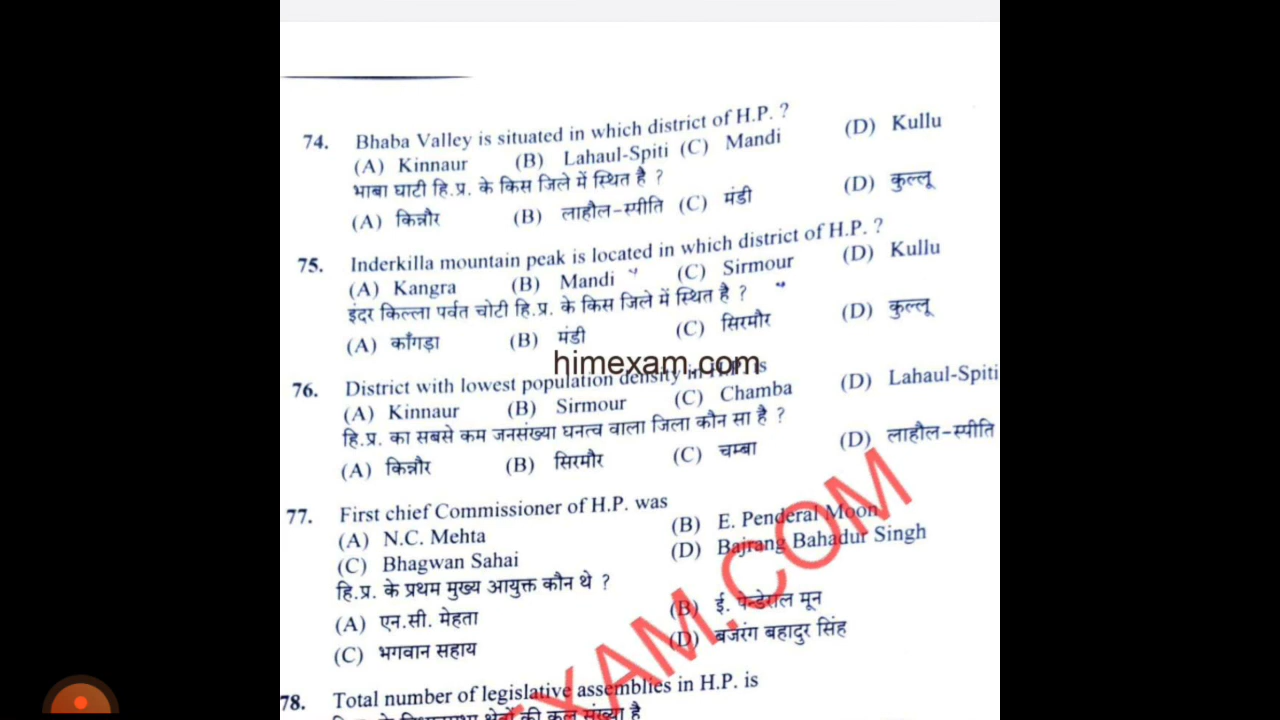 74. Bhaba Valley is situated in which district of H.P. ?
(A) Kinnaur (B) Lahaul-Spiti (C) Mandi (D) Kullu
भाबा घाटी हि.प्र. के किस जिले में स्थित है ?
(A) किन्नौर (B) लाहौल-स्पीति (C) मंडी (D) कुल्लू
75. Inderkilla mountain peak is located in which district of H.P. ?
(A) Kangra (B) Mandi (C) Sirmour (D) Kullu
इंदर किल्ला पर्वत चोटी हि.प्र. के किस जिले में स्थित है ?
(A) काँगड़ा (B) मंडी (C) सिरमौर (D) कुल्लू
himexam.com
76. District with lowest population density in H.P. is
(A) Kinnaur (B) Sirmour (C) Chamba (D) Lahaul-Spiti
हि.प्र. का सबसे कम जनसंख्या घनत्व वाला जिला कौन सा है ?
(A) किन्नौर (B) सिरमौर (C) चम्बा (D) लाहौल-स्पीति
77. First chief Commissioner of H.P. was
(A) N.C. Mehta (B) E. Penderal Moon
(C) Bhagwan Sahai (D) Bajrang Bahadur Singh
हि.प्र. के प्रथम मुख्य आयुक्त कौन थे ?
(A) एन.सी. मेहता (B) ई. पेन्डेराल मून
(C) भगवान सहाय (D) बजरंग बहादुर सिंह
EXAM.COM
78. Total number of legislative assemblies in H.P. is
की कुल संख्या है